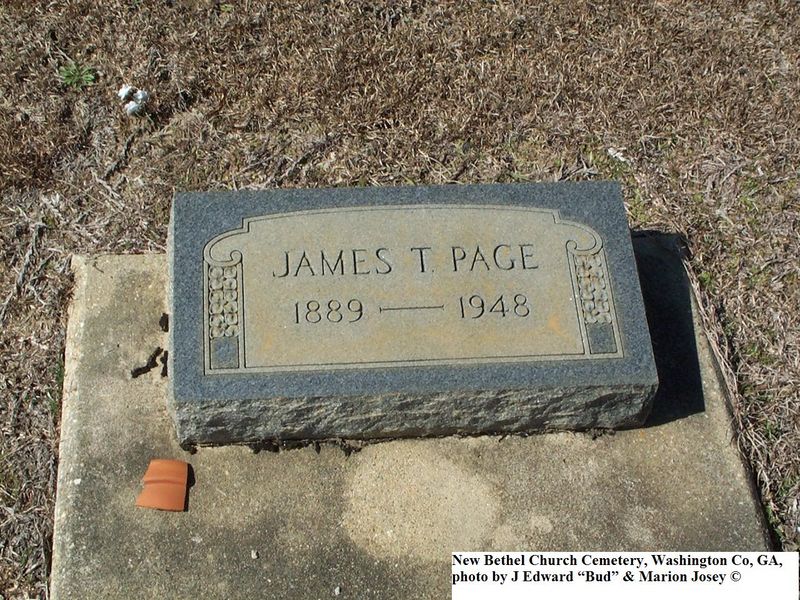 JAMES T. PAGE
1889 — 1948
New Bethel Church Cemetery, Washington Co, GA,
photo by J Edward “Bud” & Marion Josey ©